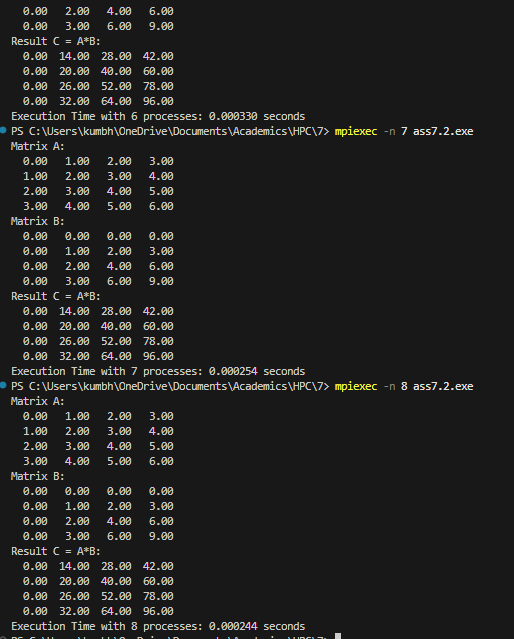 0.00 2.00 4.00 6.00
0.00 3.00 6.00 9.00
Result C = A*B:
0.00 14.00 28.00 42.00
0.00 20.00 40.00 60.00
0.00 26.00 52.00 78.00
0.00 32.00 64.00 96.00
Execution Time with 6 processes: 0.000330 seconds
PS C:\Users\kumbh\OneDrive\Documents\Academics\HPC\7> mpiexec -n 7 ass7.2.exe
Matrix A:
0.00 1.00 2.00 3.00
1.00 2.00 3.00 4.00
2.00 3.00 4.00 5.00
3.00 4.00 5.00 6.00
Matrix B:
0.00 0.00 0.00 0.00
0.00 1.00 2.00 3.00
0.00 2.00 4.00 6.00
0.00 3.00 6.00 9.00
Result C = A*B:
0.00 14.00 28.00 42.00
0.00 20.00 40.00 60.00
0.00 26.00 52.00 78.00
0.00 32.00 64.00 96.00
Execution Time with 7 processes: 0.000254 seconds
PS C:\Users\kumbh\OneDrive\Documents\Academics\HPC\7> mpiexec -n 8 ass7.2.exe
Matrix A:
0.00 1.00 2.00 3.00
1.00 2.00 3.00 4.00
2.00 3.00 4.00 5.00
3.00 4.00 5.00 6.00
Matrix B:
0.00 0.00 0.00 0.00
0.00 1.00 2.00 3.00
0.00 2.00 4.00 6.00
0.00 3.00 6.00 9.00
Result C = A*B:
0.00 14.00 28.00 42.00
0.00 20.00 40.00 60.00
0.00 26.00 52.00 78.00
0.00 32.00 64.00 96.00
Execution Time with 8 processes: 0.000244 seconds
PS C:\Users\kumbh\OneDrive\Documents\Academics\HPC\7>